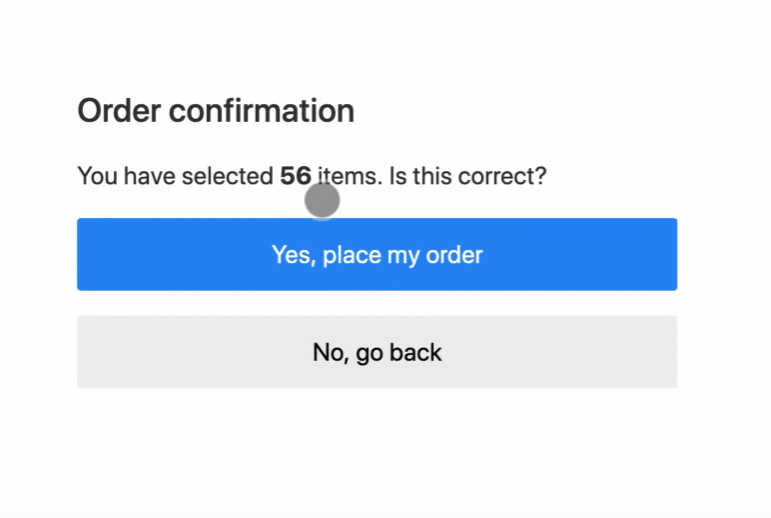 Order confirmation
You have selected 56 items. Is this correct?
Yes, place my order
No, go back